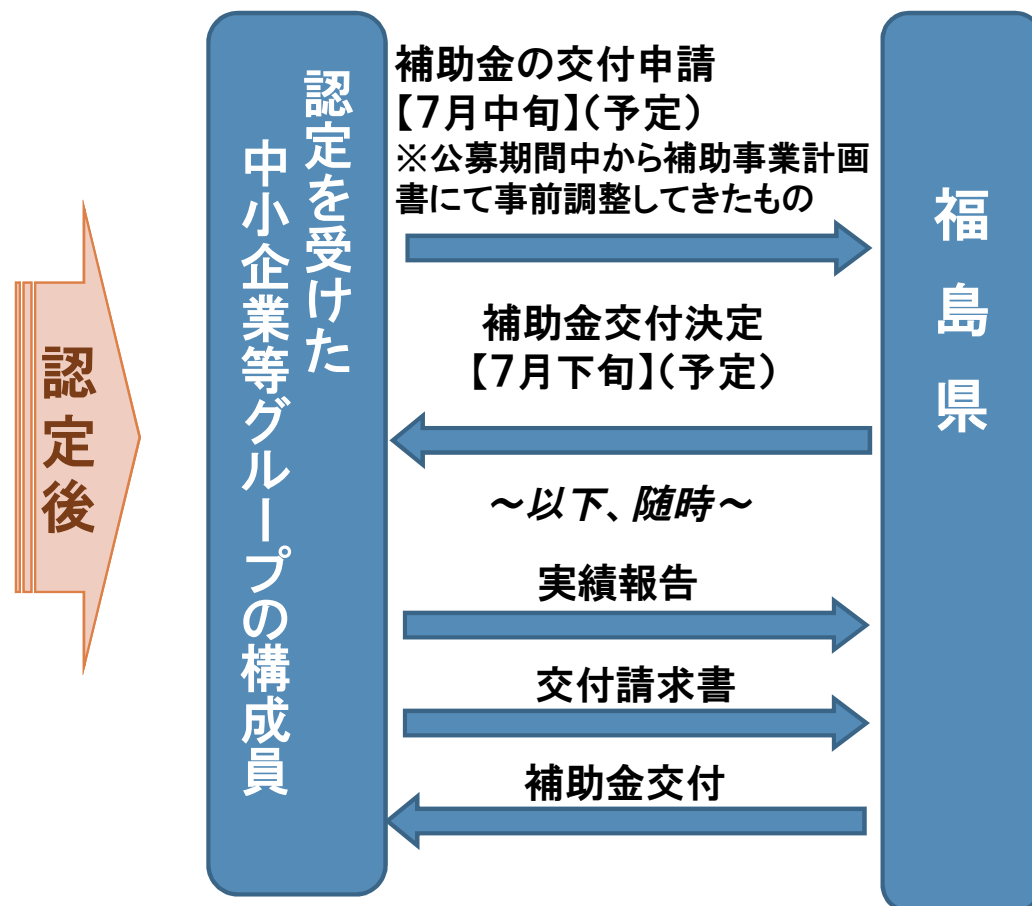 認定後
認定を受けた
中小企業等グループの構成員
補助金の交付申請
【7月中旬】(予定)
※公募期間中から補助事業計画
書にて事前調整してきたもの
補助金交付決定
【7月下旬】(予定)
～以下、随時～
実績報告
交付請求書
補助金交付
福島県